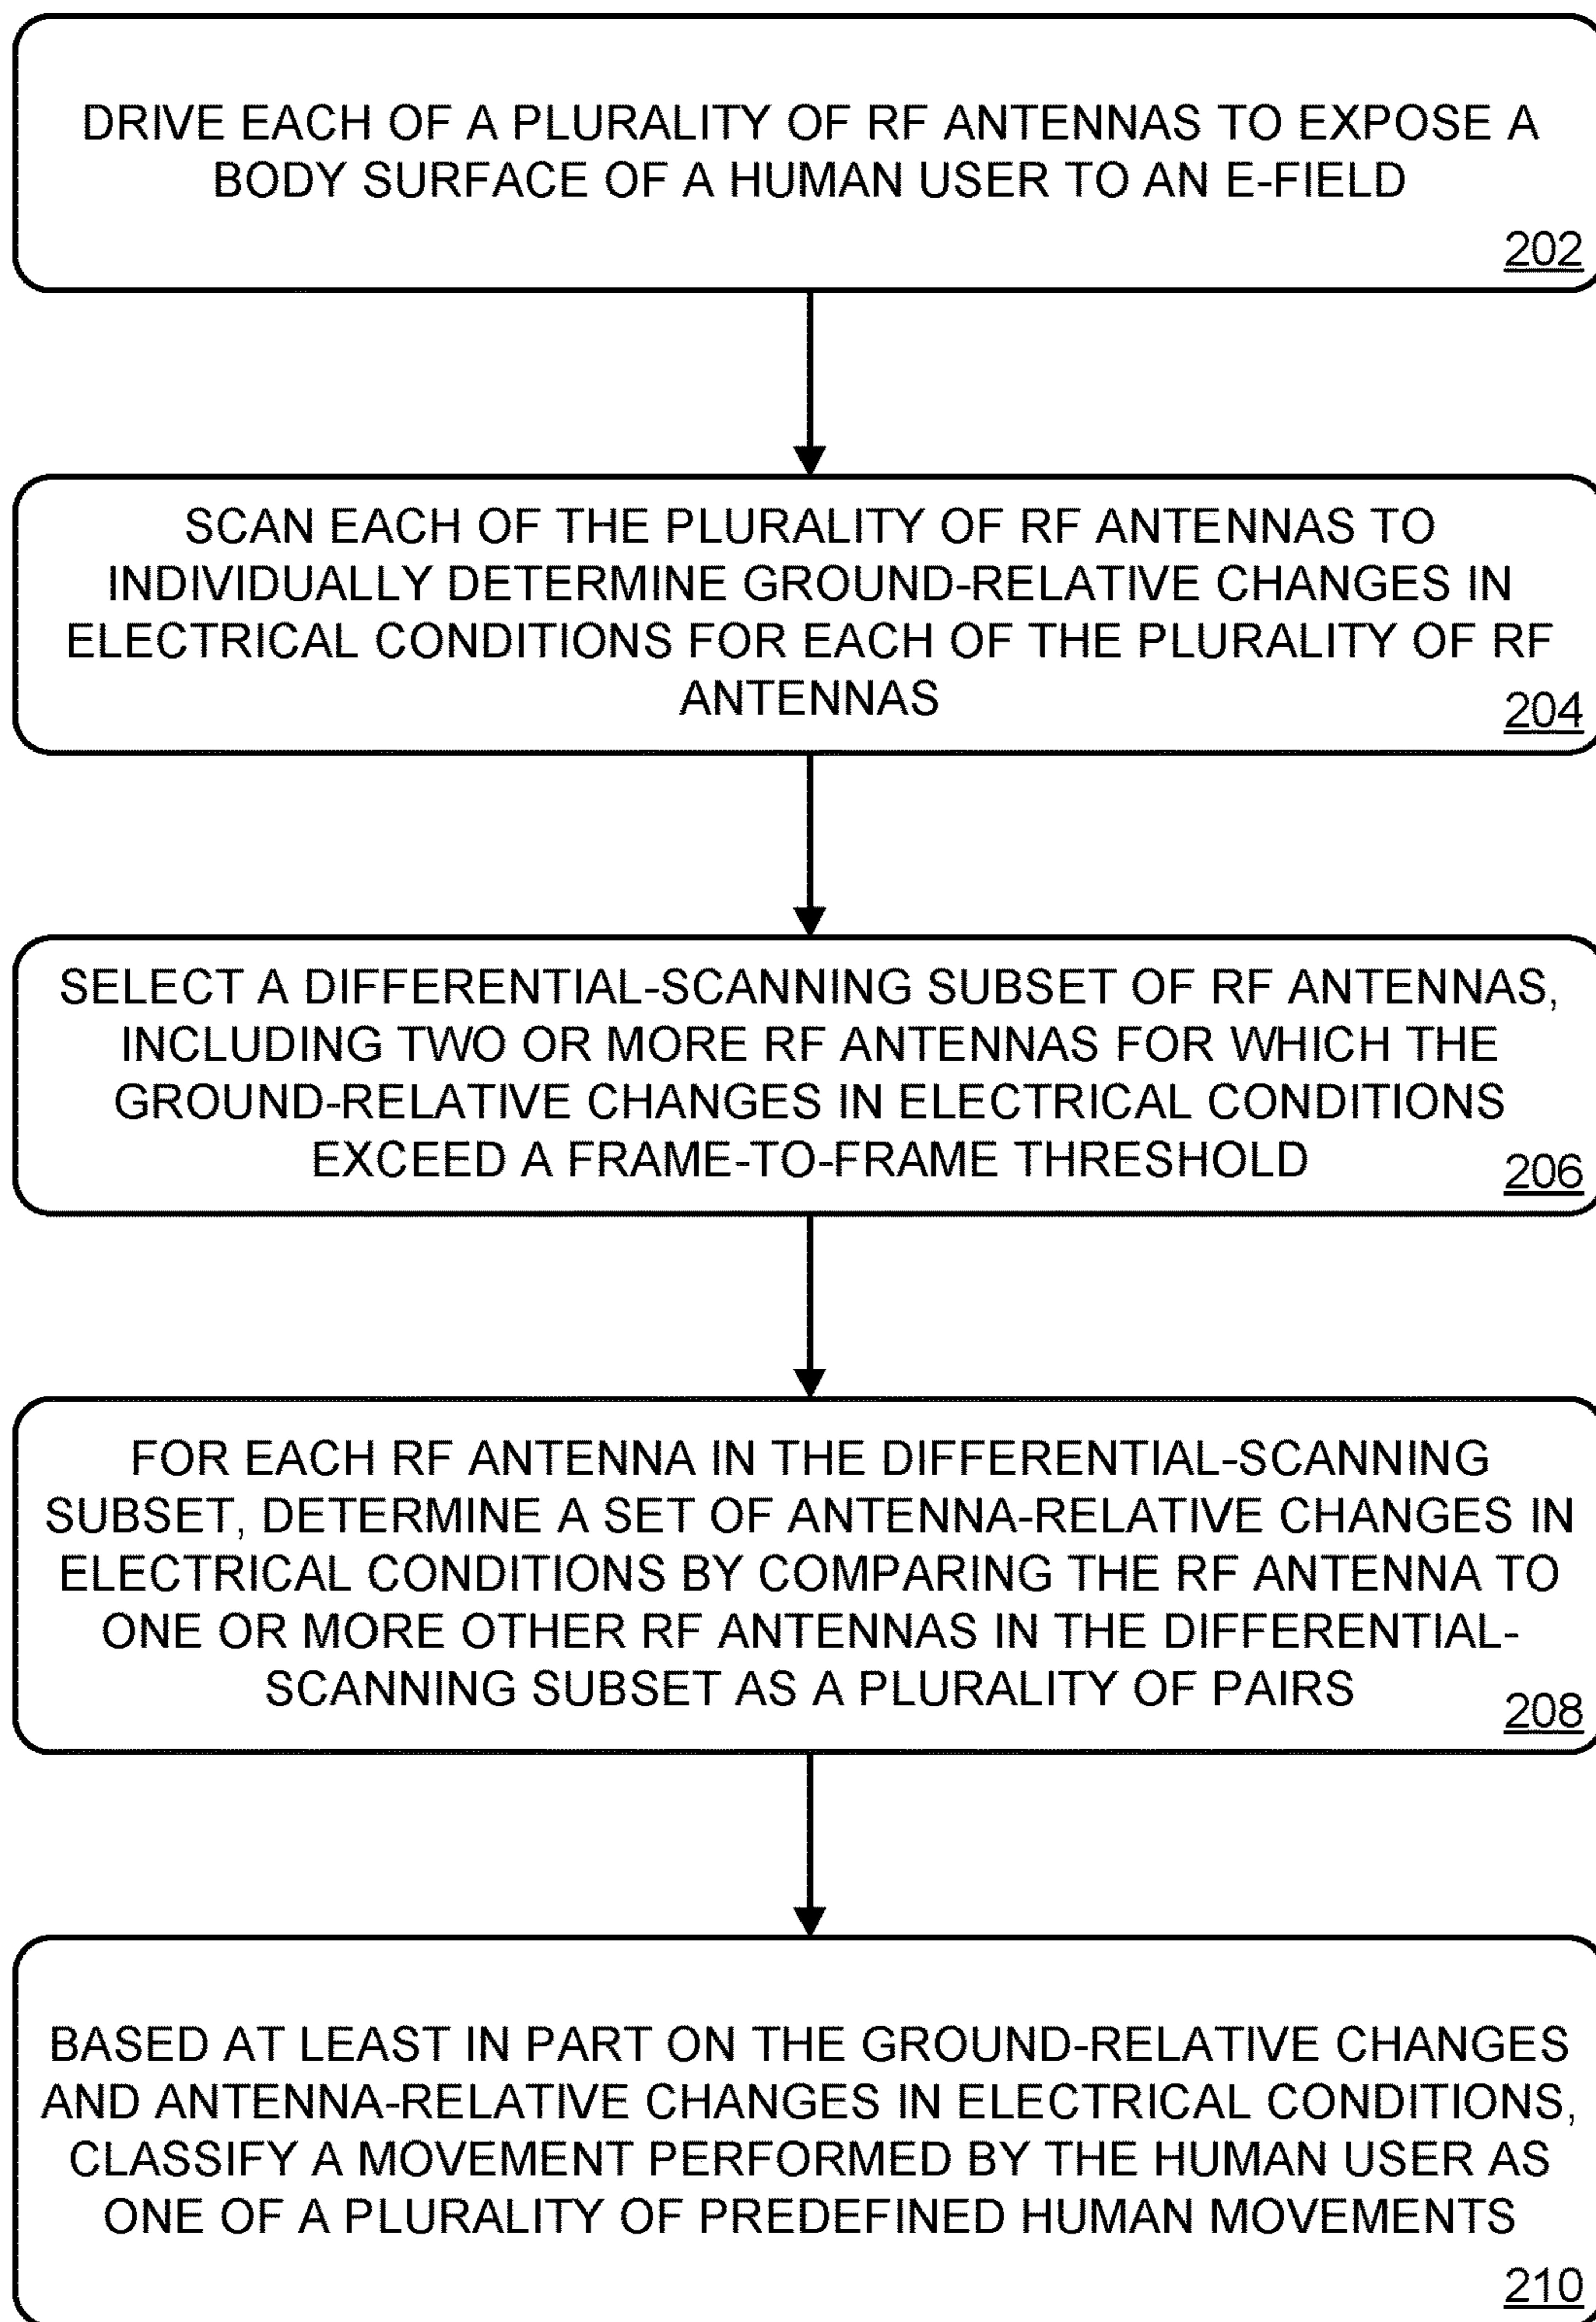 DRIVE EACH OF A PLURALITY OF RF ANTENNAS TO EXPOSE A
BODY SURFACE OF A HUMAN USER TO AN E-FIELD
202
SCAN EACH OF THE PLURALITY OF RF ANTENNAS TO
INDIVIDUALLY DETERMINE GROUND-RELATIVE CHANGES IN
ELECTRICAL CONDITIONS FOR EACH OF THE PLURALITY OF RF
ANTENNAS
204
SELECT A DIFFERENTIAL-SCANNING SUBSET OF RF ANTENNAS,
INCLUDING TWO OR MORE RF ANTENNAS FOR WHICH THE
GROUND-RELATIVE CHANGES IN ELECTRICAL CONDITIONS
EXCEED A FRAME-TO-FRAME THRESHOLD
206
FOR EACH RF ANTENNA IN THE DIFFERENTIAL-SCANNING
SUBSET, DETERMINE A SET OF ANTENNA-RELATIVE CHANGES IN
ELECTRICAL CONDITIONS BY COMPARING THE RF ANTENNA TO
ONE OR MORE OTHER RF ANTENNAS IN THE DIFFERENTIAL-
SCANNING SUBSET AS A PLURALITY OF PAIRS
208
BASED AT LEAST IN PART ON THE GROUND-RELATIVE CHANGES
AND ANTENNA-RELATIVE CHANGES IN ELECTRICAL CONDITIONS,
CLASSIFY A MOVEMENT PERFORMED BY THE HUMAN USER AS
ONE OF A PLURALITY OF PREDEFINED HUMAN MOVEMENTS
210